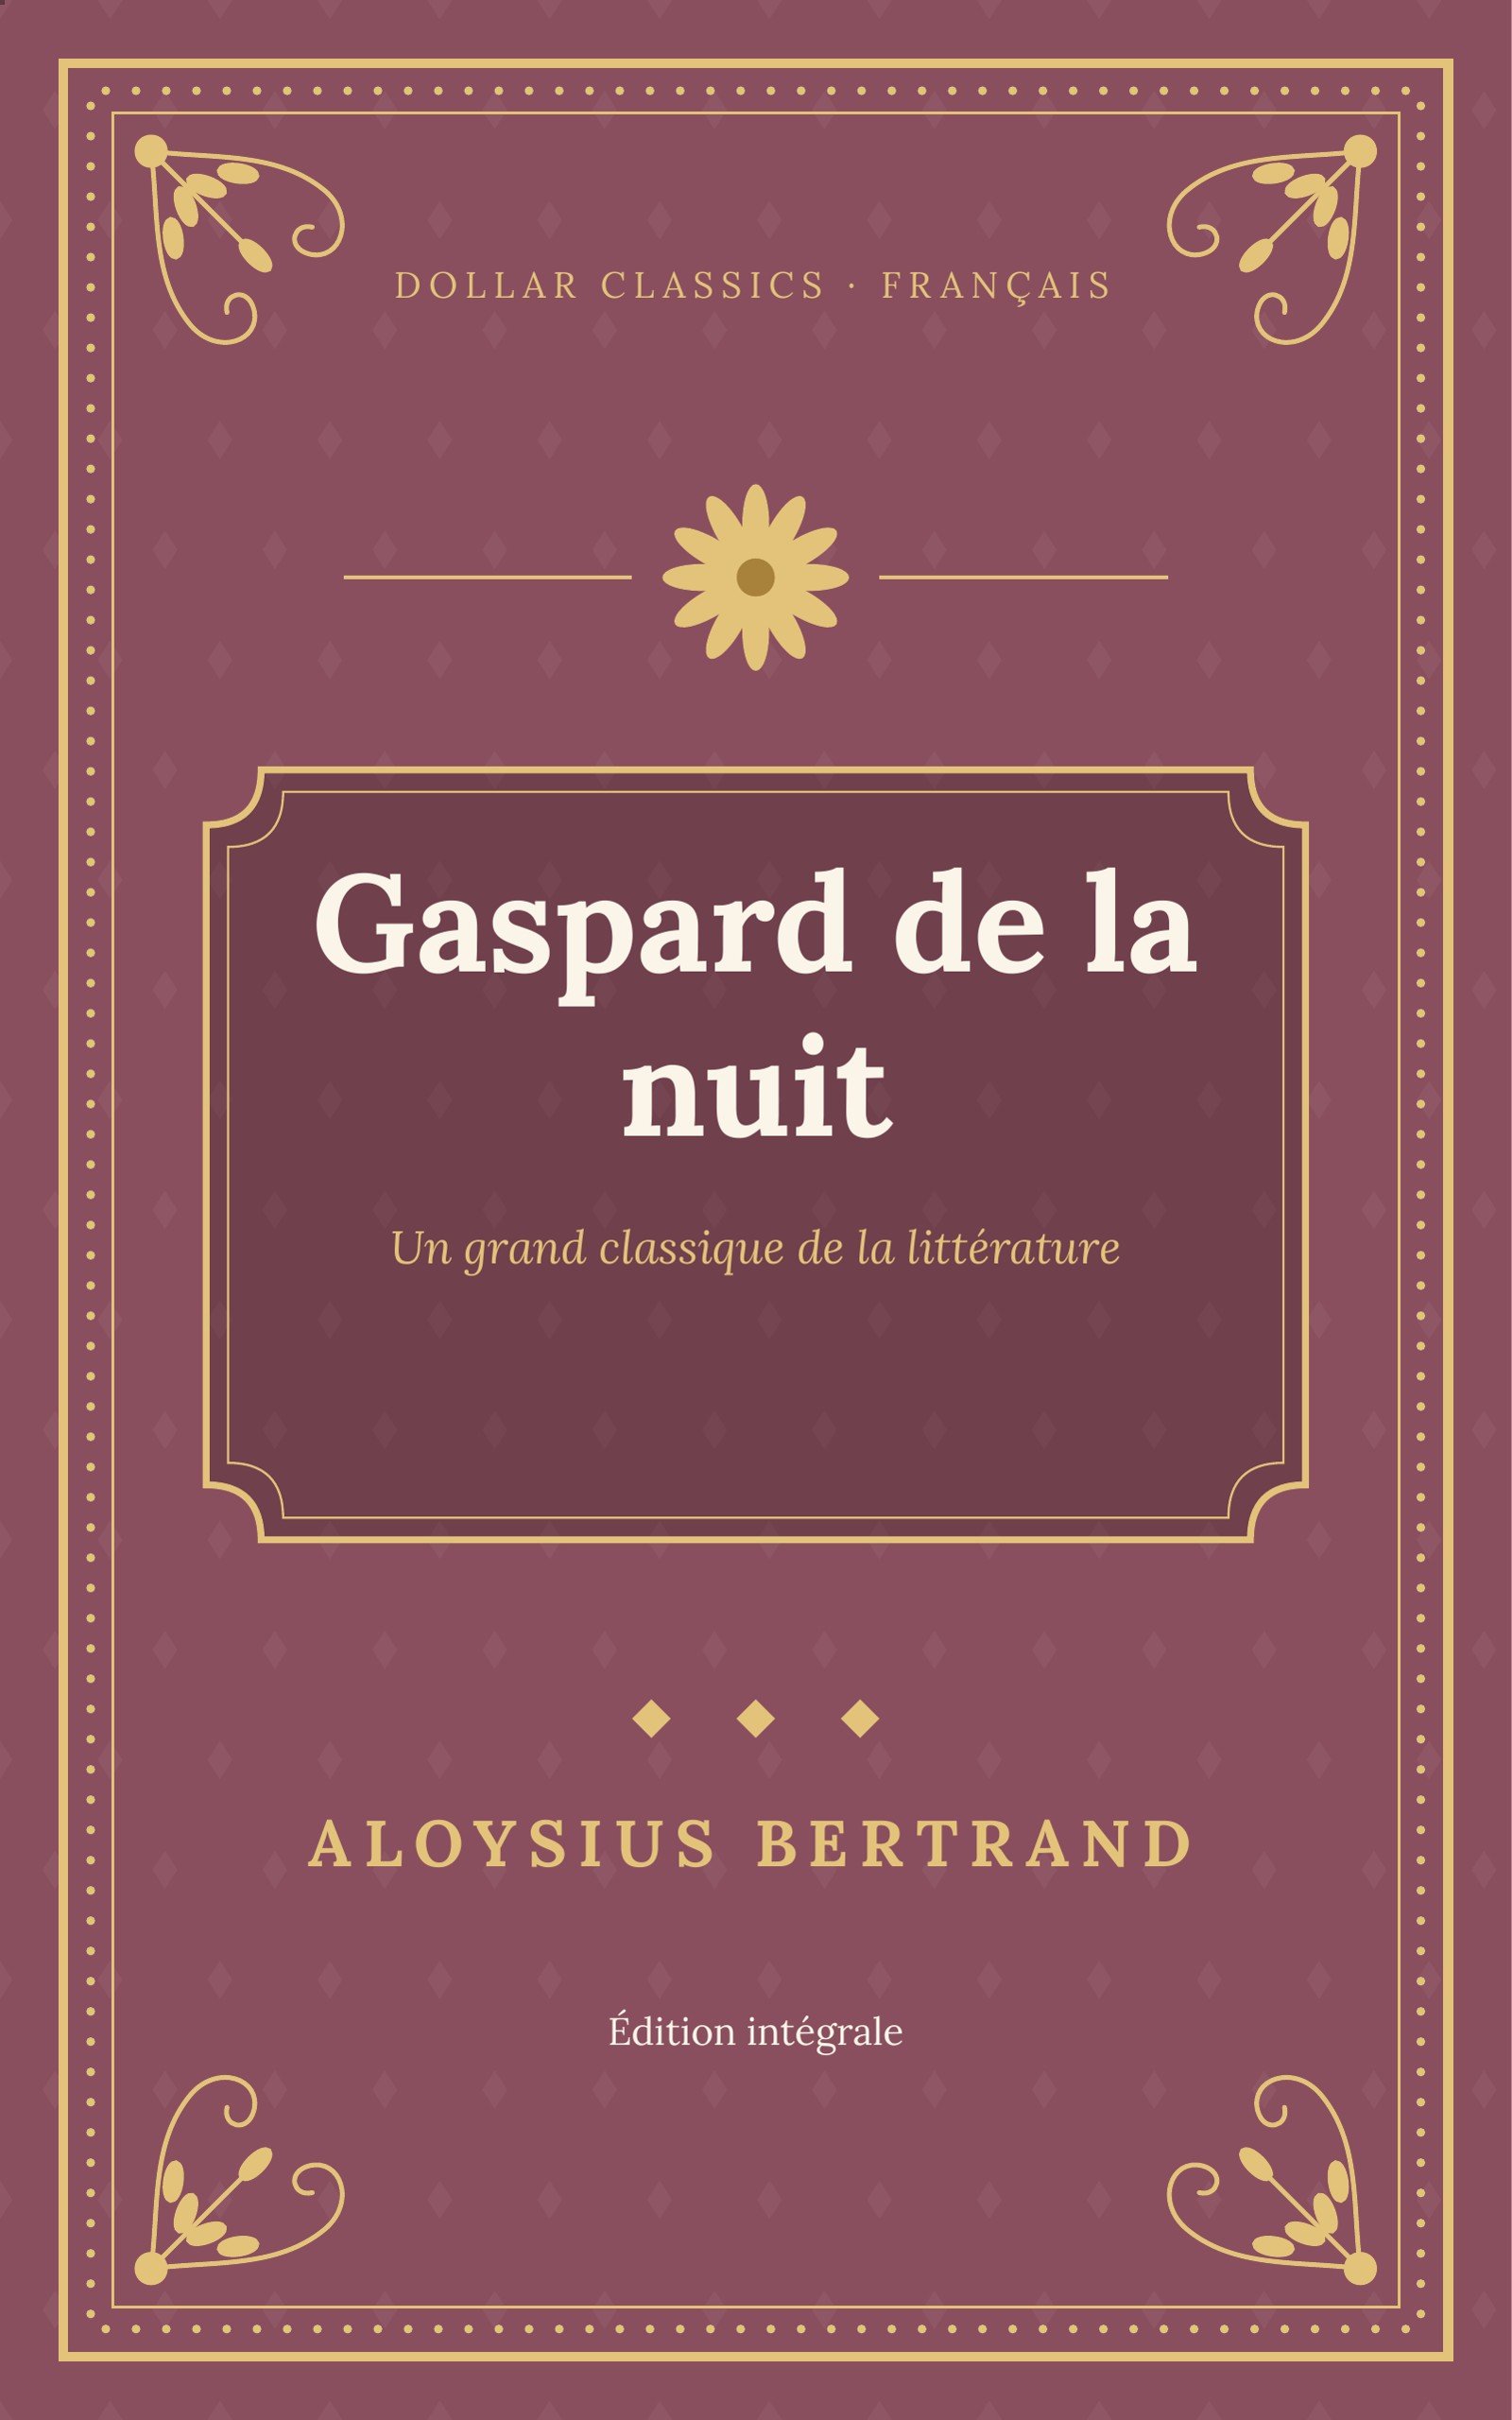 DOLLAR CLASSICS · FRANÇAIS
Gaspard de la
nuit
Un grand classique de la littérature
ALOYSIUS BERTRAND
Édition intégrale